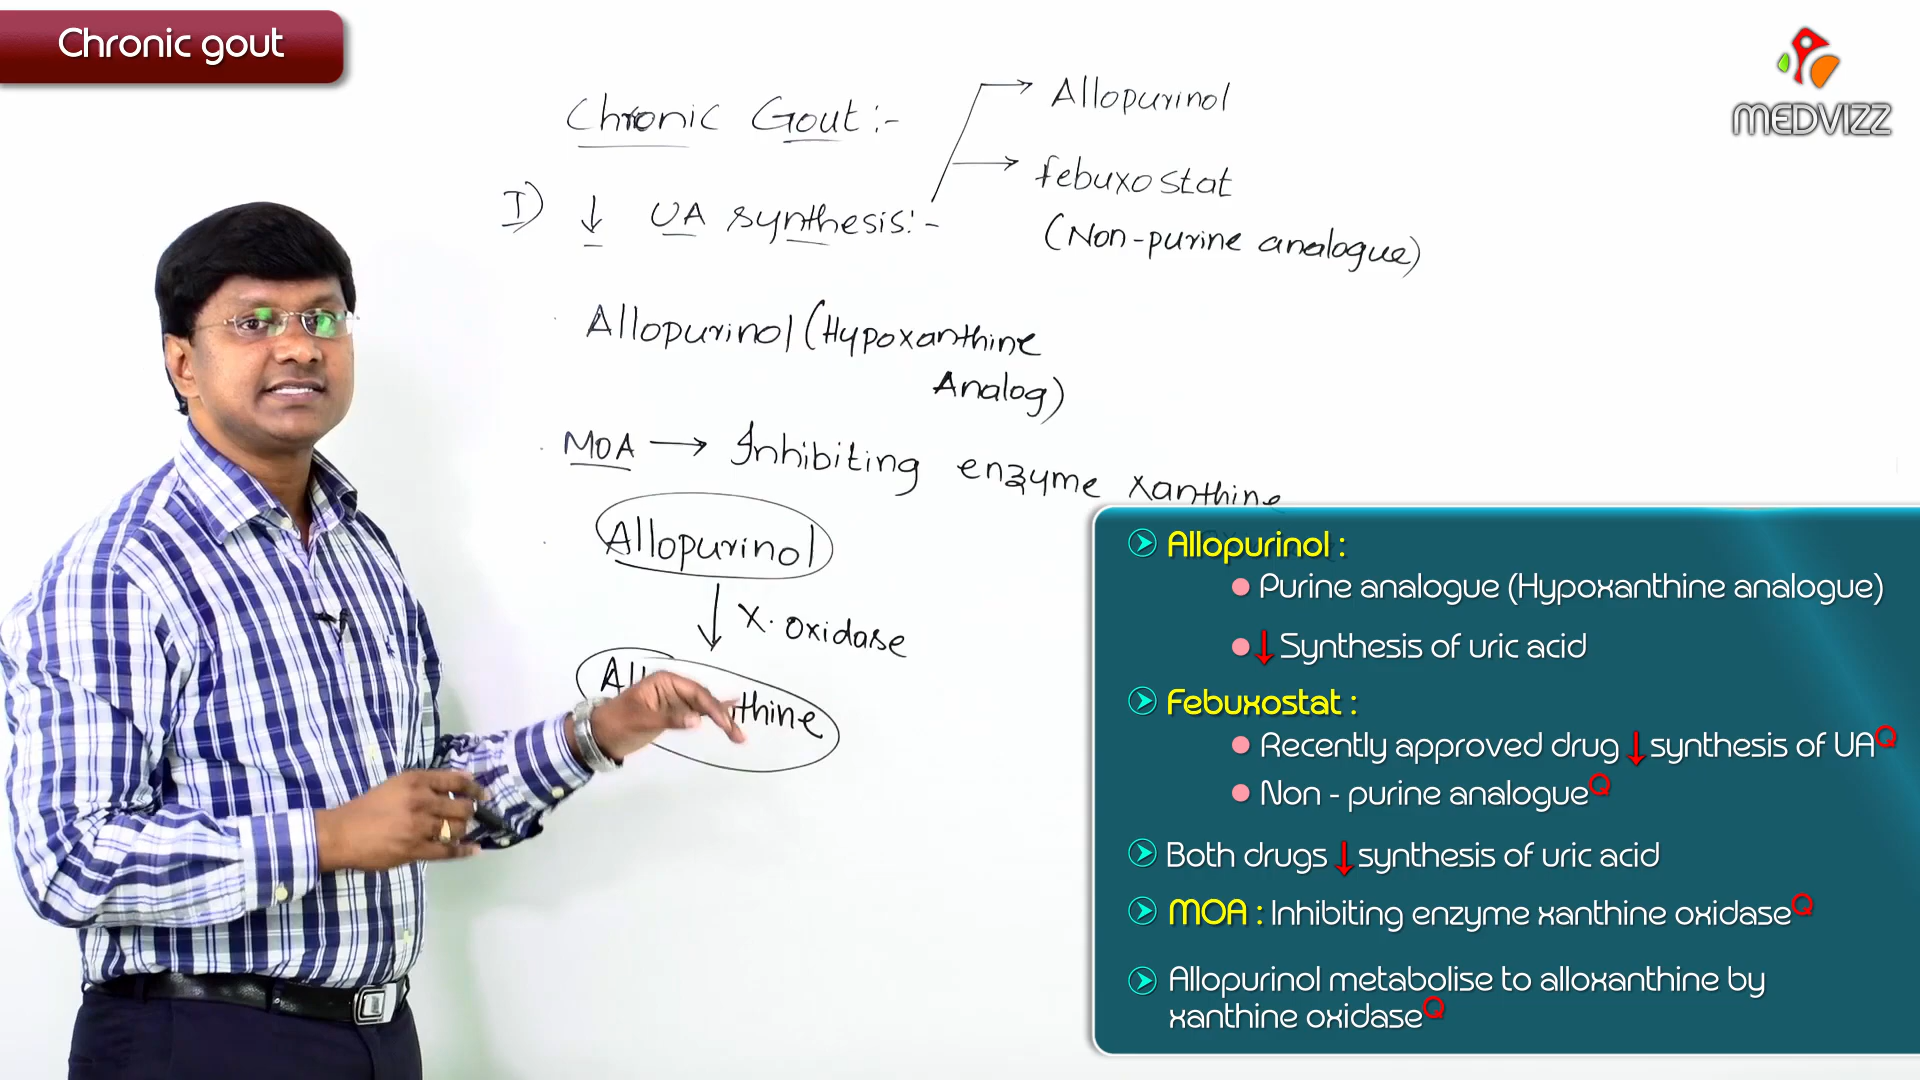 Chronic gout
MEDVIZZ
Chronic Gout :-
Allopurinol
febuxostat
(Non-purine analogue)
I) ↓ UA synthesis:-
Allopurinol (Hypoxanthine
Analog)
MOA → Inhibiting enzyme Xanthine
Allopurinol
↓ X. oxidase
Allopurinol :
Purine analogue (Hypoxanthine analogue)
↓ Synthesis of uric acid
Febuxostat :
Recently approved drug ↓ synthesis of UA Q
Non - purine analogue Q
Both drugs ↓ synthesis of uric acid
MOA : Inhibiting enzyme xanthine oxidase Q
Allopurinol metabolise to alloxanthine by
xanthine oxidase Q